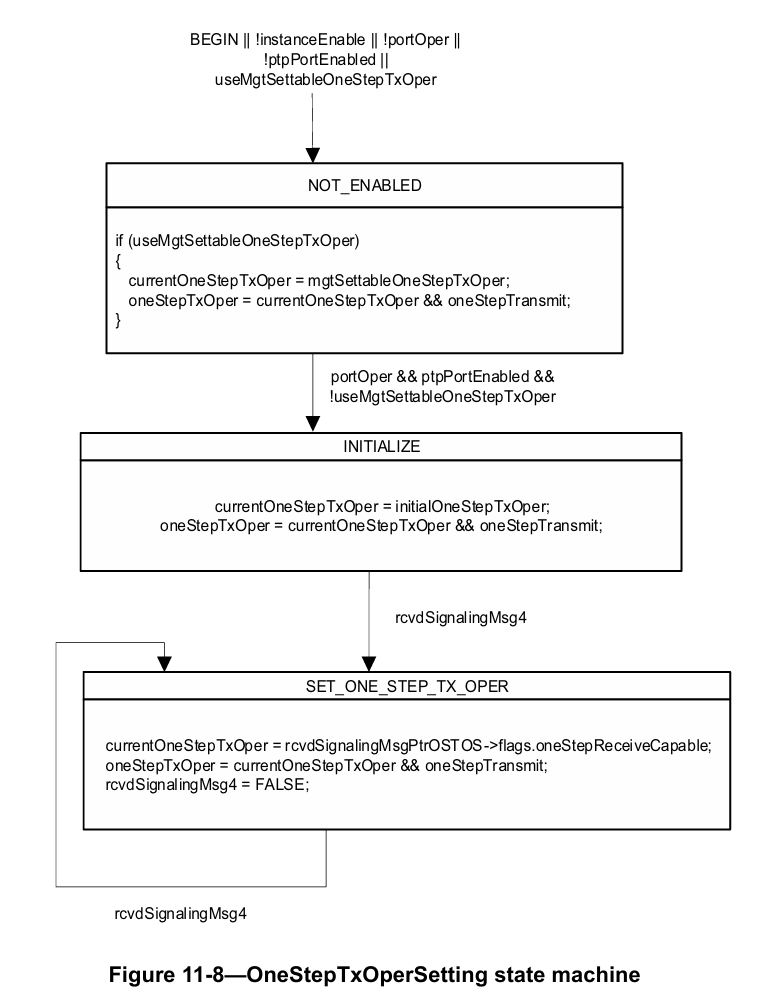 BEGIN || !instanceEnable || !portOper ||
!ptpPortEnabled ||
useMgtSettableOneStepTxOper
NOT_ENABLED
if (useMgtSettableOneStepTxOper)
{
currentOneStepTxOper = mgtSettableOneStepTxOper;
oneStepTxOper = currentOneStepTxOper && oneStepTransmit;
}
portOper && ptpPortEnabled &&
!useMgtSettableOneStepTxOper
INITIALIZE
currentOneStepTxOper = initialOneStepTxOper;
oneStepTxOper = currentOneStepTxOper && oneStepTransmit;
rcvdSignalingMsg4
SET_ONE_STEP_TX_OPER
currentOneStepTxOper = rcvdSignalingMsgPtrOSTOS->flags.oneStepReceiveCapable;
oneStepTxOper = currentOneStepTxOper && oneStepTransmit;
rcvdSignalingMsg4 = FALSE;
rcvdSignalingMsg4
Figure 11-8—OneStepTxOperSetting state machine